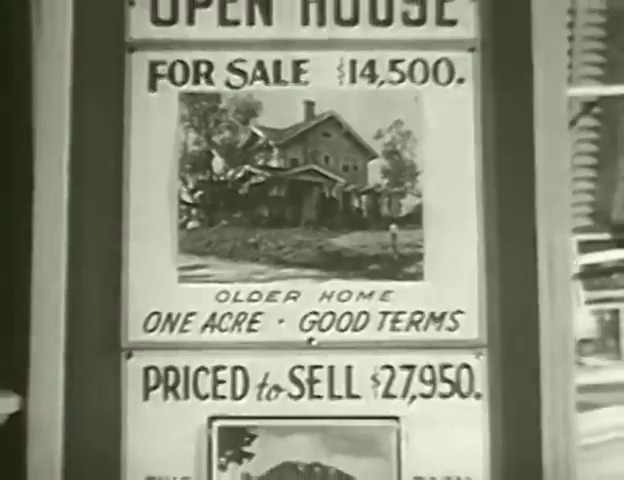 OPEN HOUSE
FOR SALE $14,500.
OLDER HOME
ONE ACRE · GOOD TERMS
PRICED to SELL $27,950.